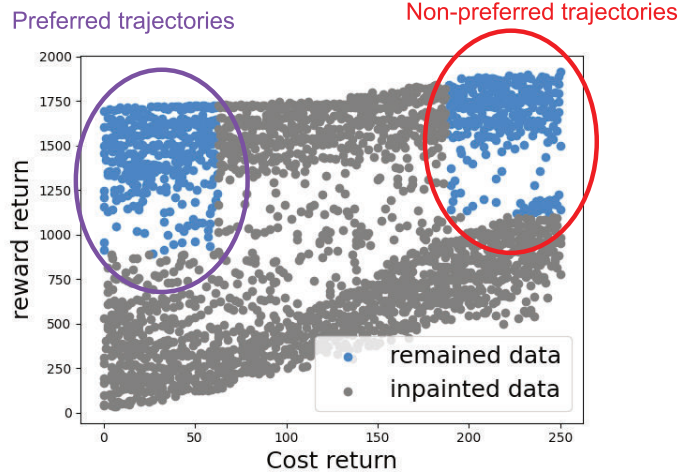 Non-preferred trajectories
Preferred trajectories
2000
1750
1500
1250
1000
750
500
250
0
reward return
remained data
inpainted data
0
50
100
150
200
250
Cost return